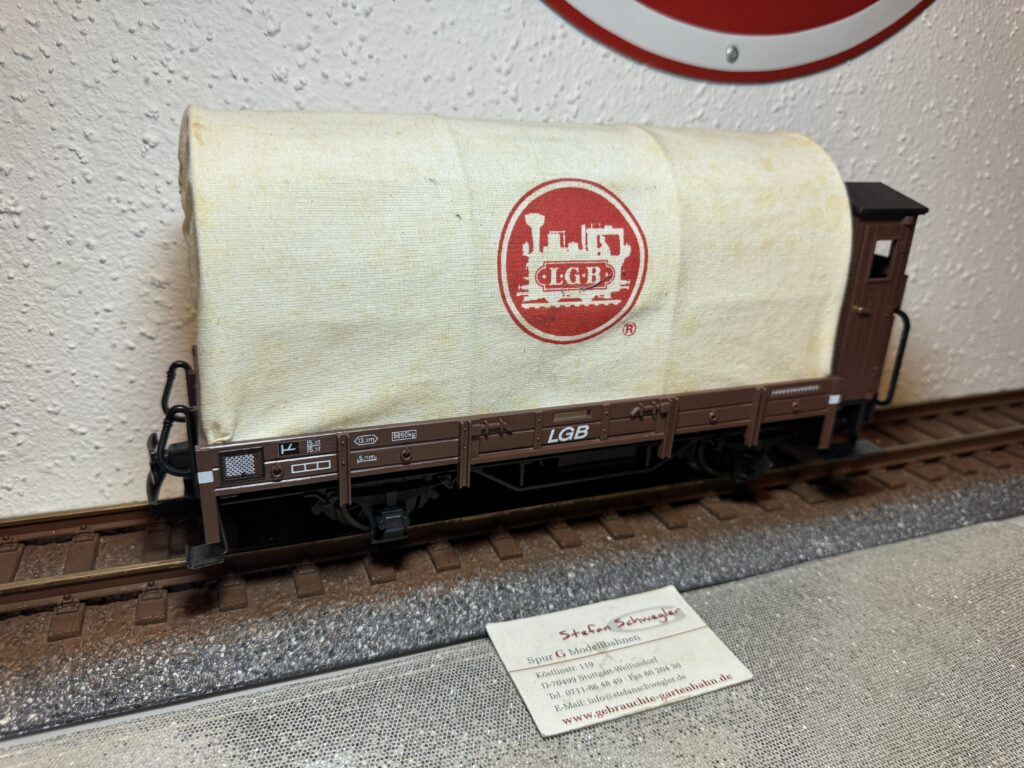 L·G·B
®
LGB
5850kg
Stefan Schwegler
Spur G Modellbahnen
Köstlinstr. 119
D-70499 Stuttgart-Weilimdorf
Tel. 0711-86 48 49 · Fax 86 204 30
E-Mail: info@stefanschwegler.de
www.gebrauchte-gartenbahn.de